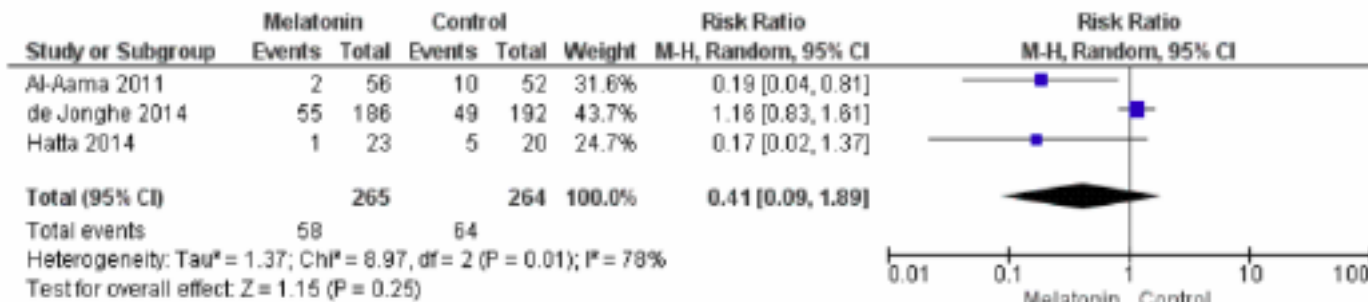 Melatonin Control Risk Ratio Risk Ratio
Study or Subgroup Events Total Events Total Weight M-H, Random, 95% CI M-H, Random, 95% CI
Al-Aama 2011 2 56 10 52 31.6% 0.19 [0.04, 0.81]
de Jonghe 2014 55 186 49 192 43.7% 1.16 [0.83, 1.61]
Hatta 2014 1 23 5 20 24.7% 0.17 [0.02, 1.37]
Total (95% CI) 265 264 100.0% 0.41 [0.09, 1.89]
Total events 58 64
Heterogeneity: Tau² = 1.37; Chi² = 8.97, df = 2 (P = 0.01); I² = 78%
Test for overall effect: Z = 1.15 (P = 0.25)
0.01 0.1 1 10 100
Melatonin Control